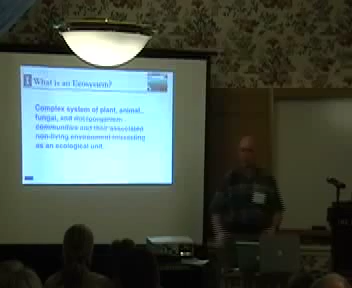 What is an Ecosystem?
Complex system of plant, animal,
fungal, and microorganism
communities and their associated
non-living environment interacting
as an ecological unit.